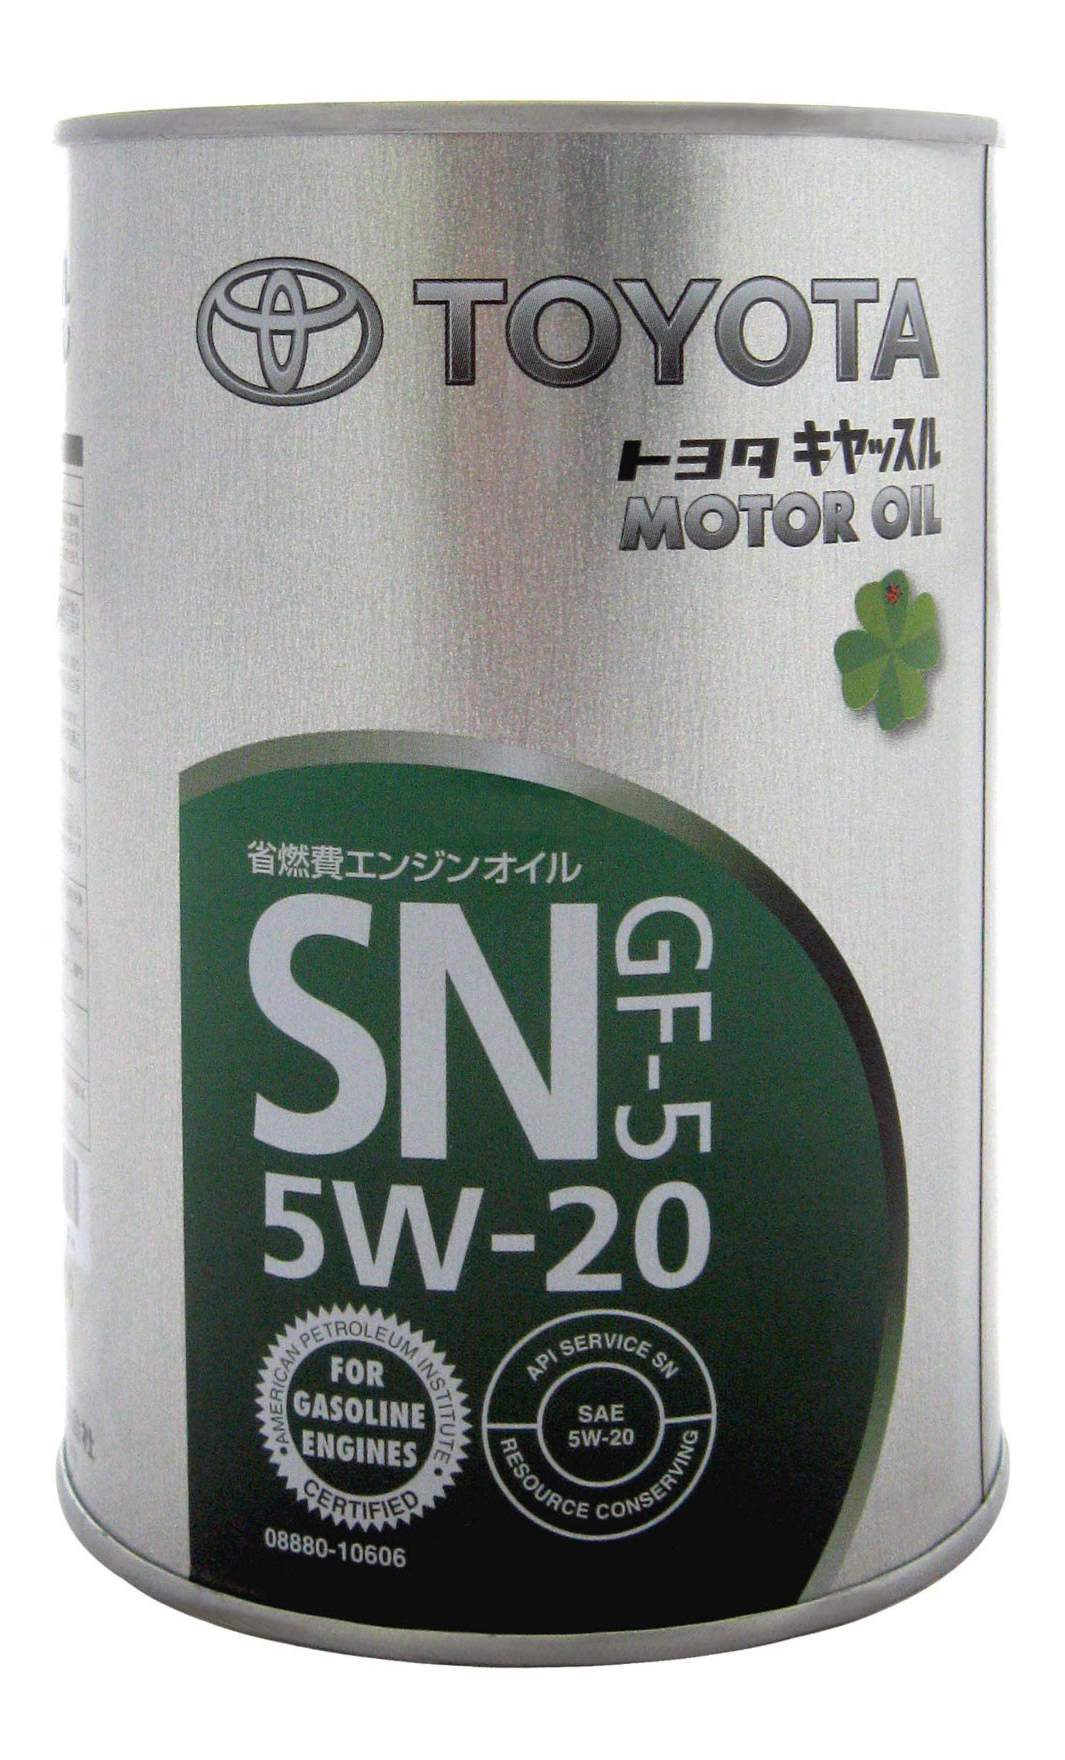 TOYOTA
トヨタ キヤッスル
MOTOR OIL
省燃費エンジンオイル
SN
GF-5
5W-20
AMERICAN PETROLEUM INSTITUTE
FOR
GASOLINE
ENGINES
CERTIFIED
API SERVICE SN
SAE
5W-20
RESOURCE CONSERVING
08880-10606